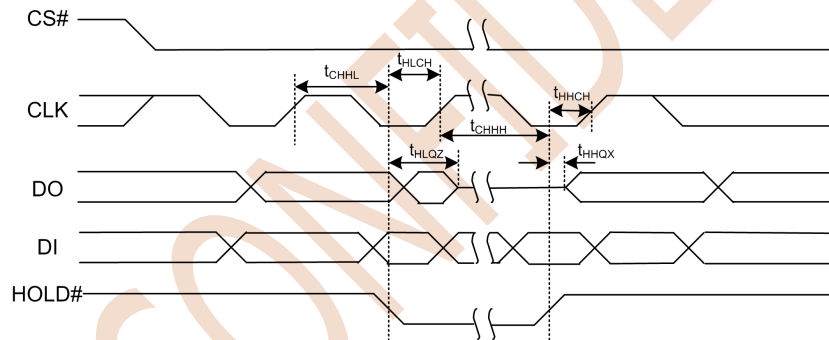 CS#
tCHHL
tHLCH
tHHCH
CLK
tCHHH
tHLQZ
tHHQX
DO
DI
HOLD#